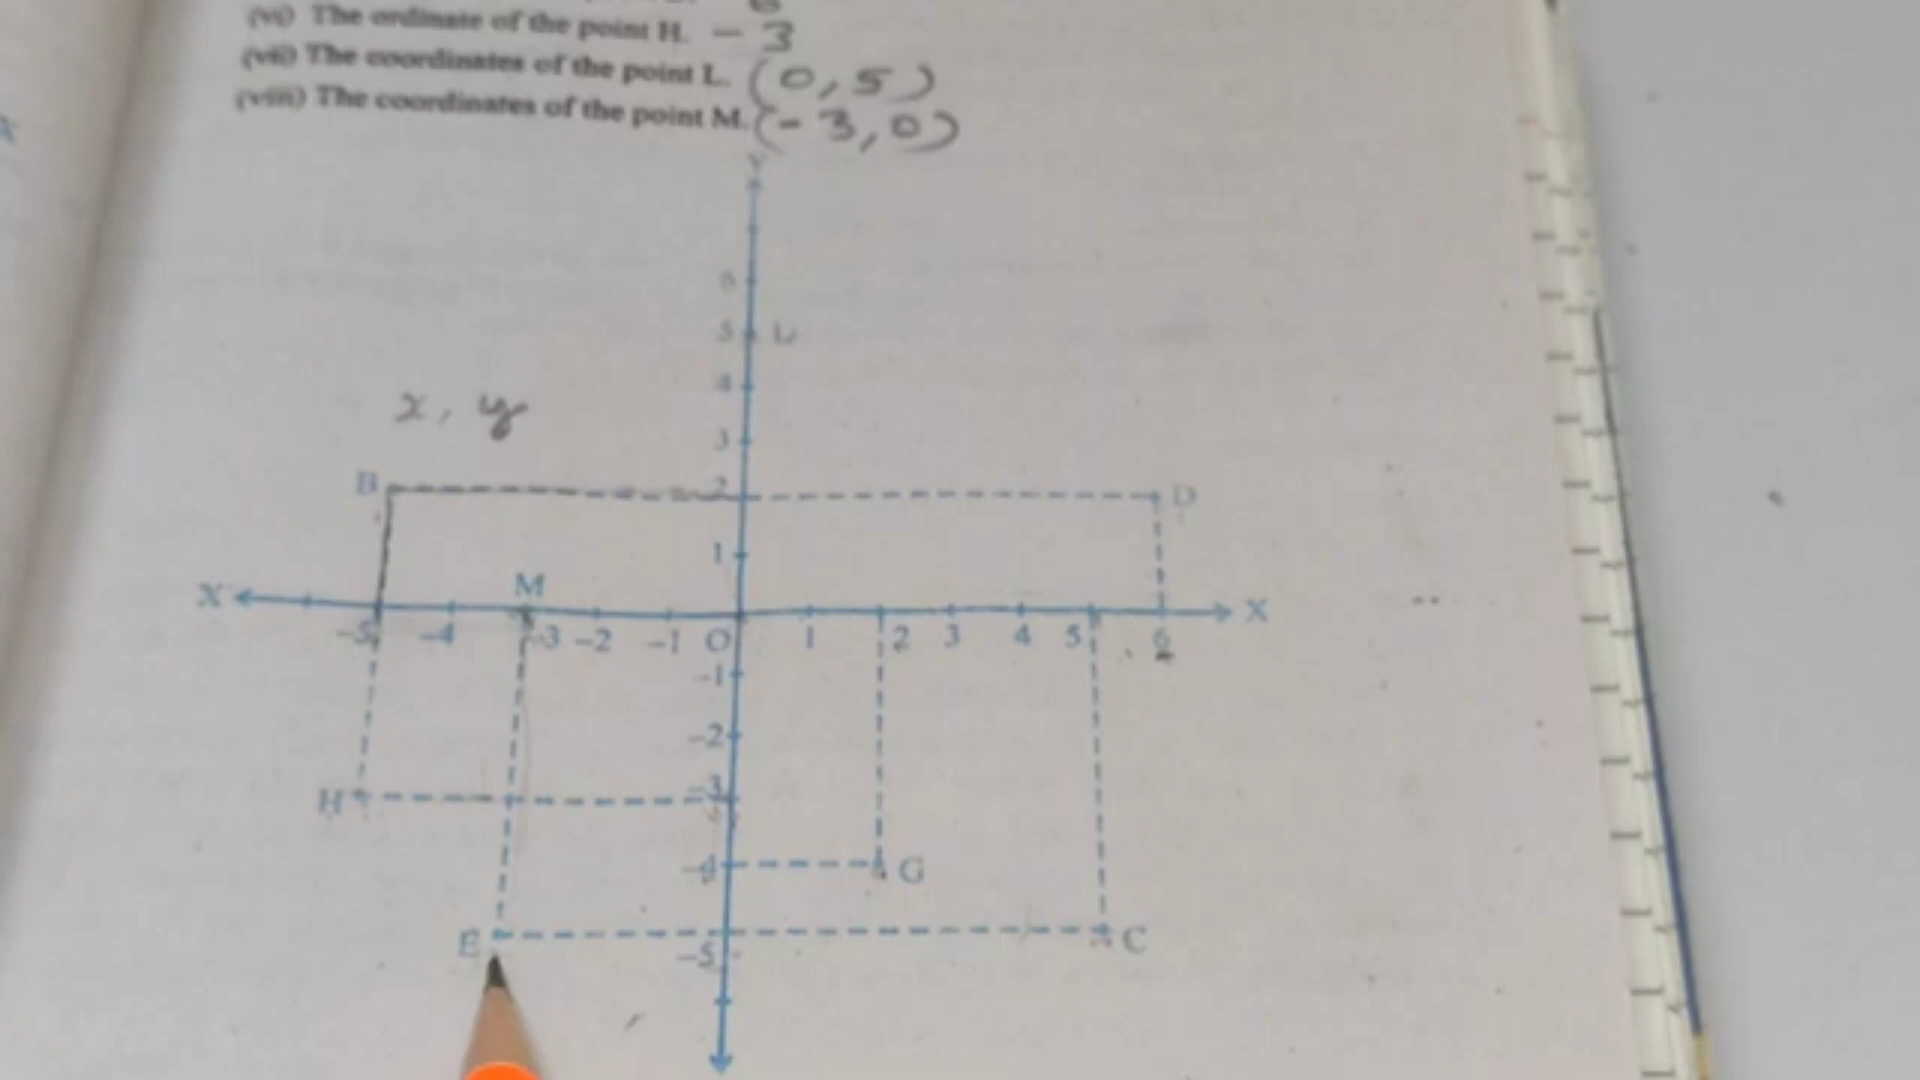 (vi) The ordinate of the point H. - 3
(vii) The coordinates of the point L. (0, 5)
(viii) The coordinates of the point M. (-3, 0)
Y
6
5 L
4
x, y
3
B 2 D
1
M
X X
-5 -4 -3 -2 -1 O 1 2 3 4 5 6
-1
-2
H -3
-4 G
E C
-5